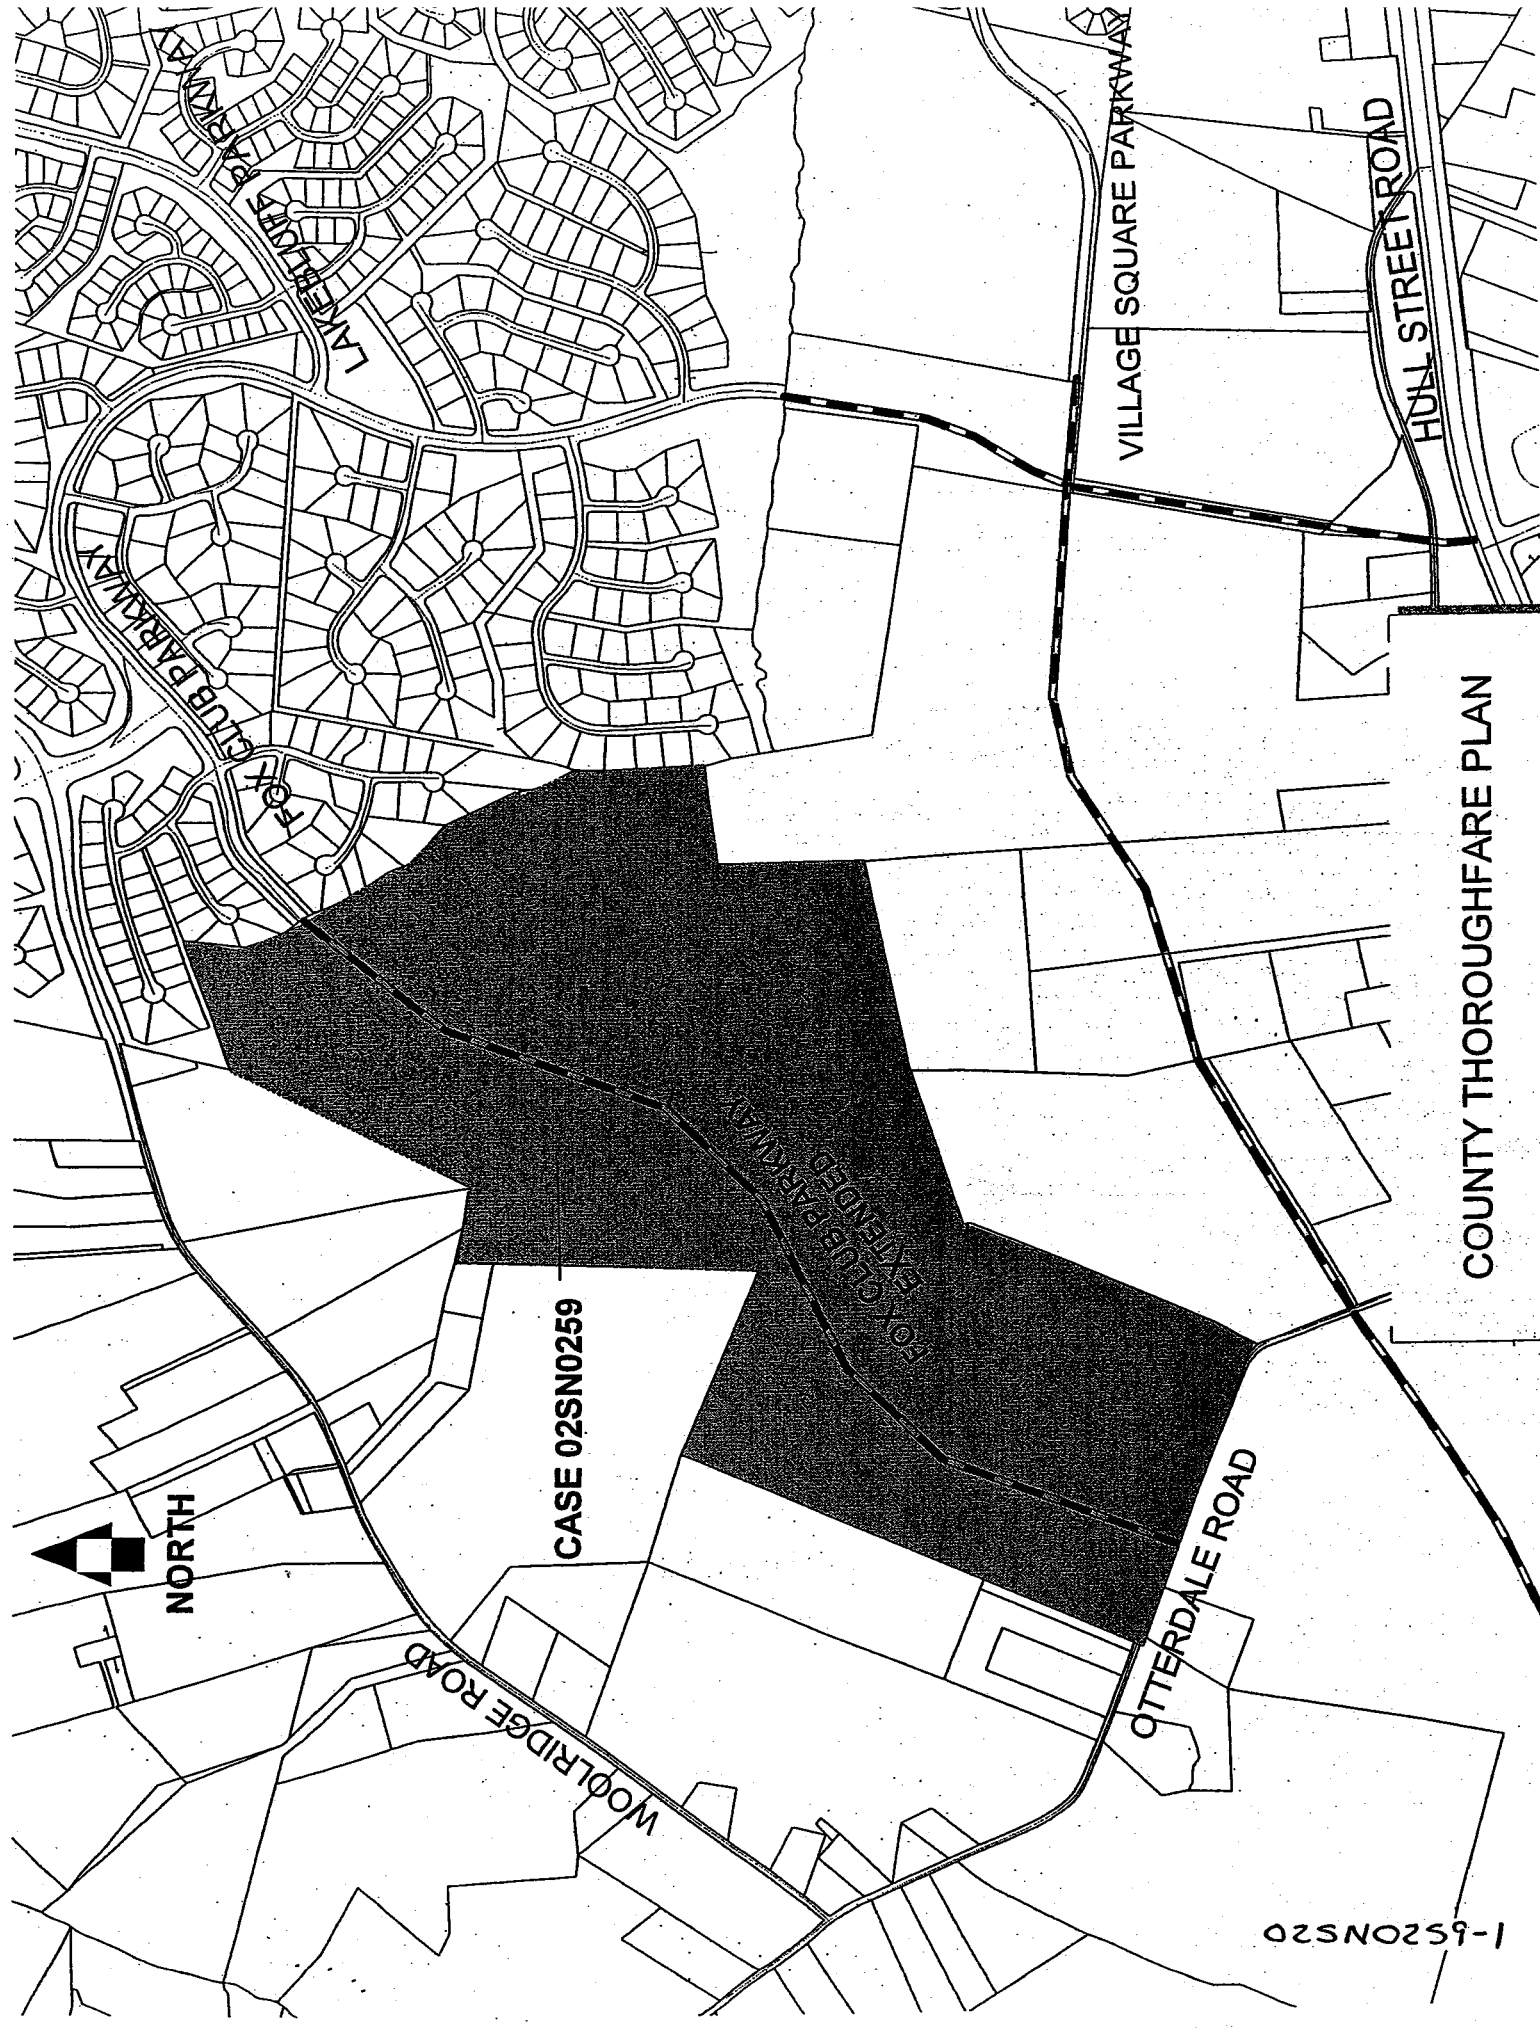 LAKEBLUFF PARKWAY
VILLAGE SQUARE PARKWAY
HULL STREET ROAD
FOX CLUB PARKWAY
FOX CLUB PARKWAY
EXTENDED
CASE 02SN0259
NORTH
WOOLRIDGE ROAD
OTTERDALE ROAD
COUNTY THOROUGHFARE PLAN
02SN0259-1